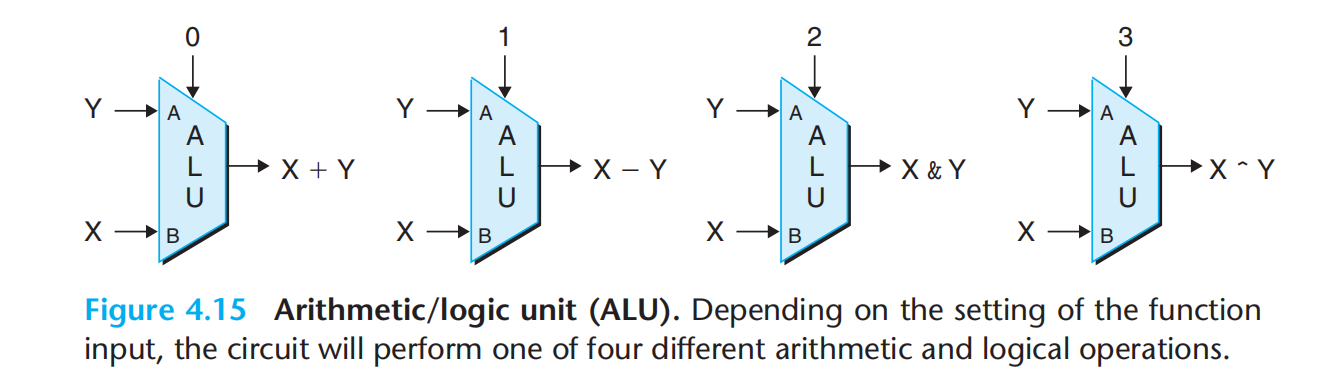 0 1 2 3
Y A Y A Y A Y A
A A A A
L X + Y L X – Y L X & Y L X ^ Y
U U U U
X B X B X B X B
Figure 4.15 Arithmetic/logic unit (ALU). Depending on the setting of the function
input, the circuit will perform one of four different arithmetic and logical operations.